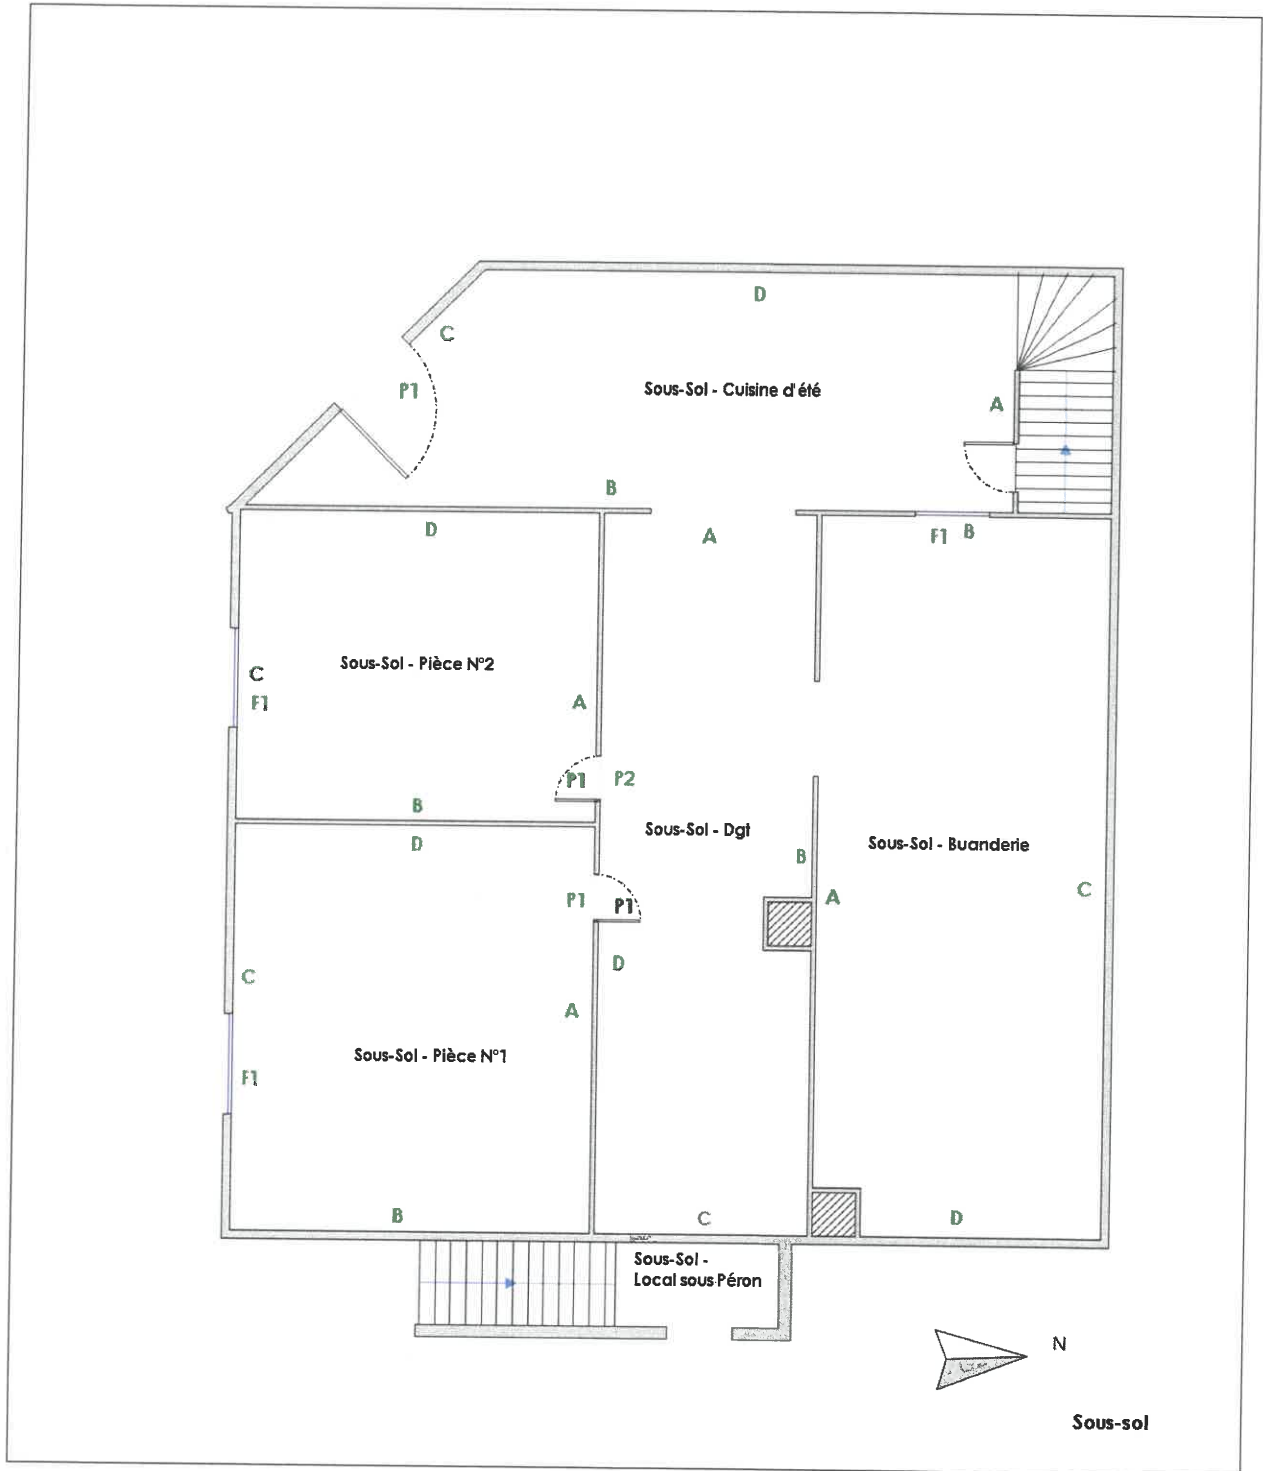 D
C
P1
Sous-Sol - Cuisine d'été
A
B
D
A
F1 B
Sous-Sol - Pièce N°2
C
F1
A
P1 P2
B
Sous-Sol - Dgt
D
B
Sous-Sol - Buanderie
A
C
P1 P1
D
C
A
Sous-Sol - Pièce N°1
F1
B
C
D
Sous-Sol -
Local sous Péron
N
Sous-sol